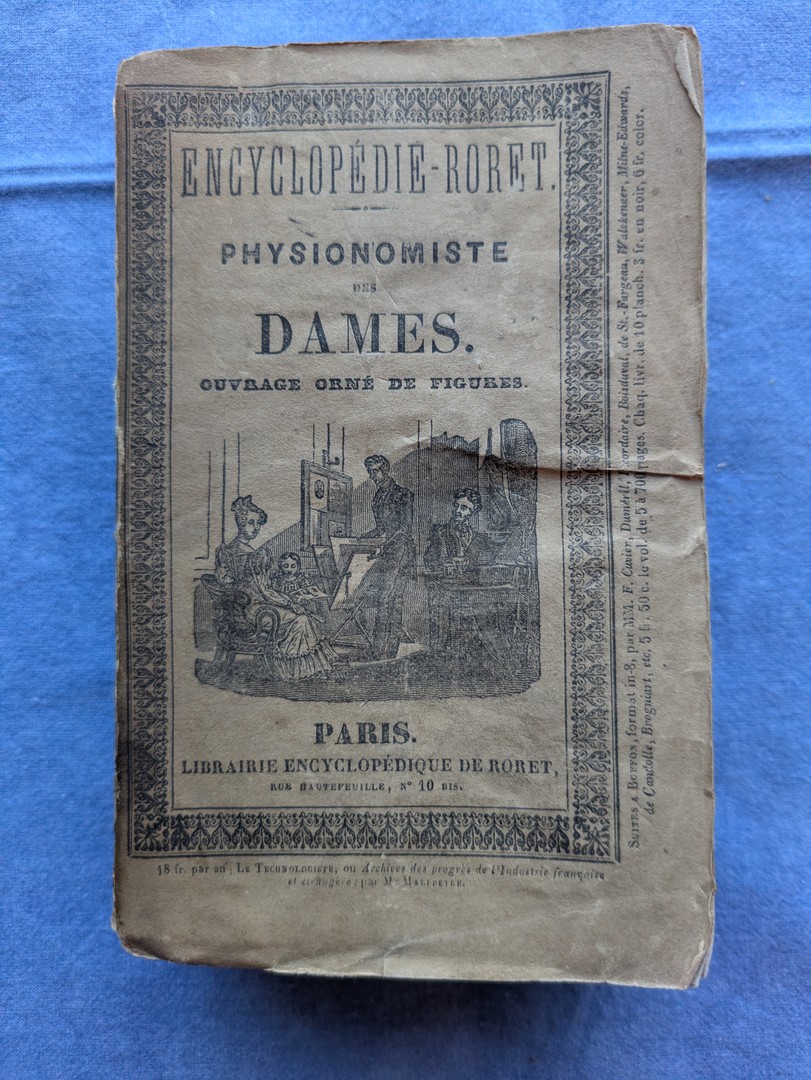 ENCYCLOPÉDIE-RORET.
PHYSIONOMISTE
DES
DAMES.
OUVRAGE ORNÉ DE FIGURES.
PARIS.
LIBRAIRIE ENCYCLOPÉDIQUE DE RORET,
RUE HAUTEFEUILLE, N° 10 BIS.
18 fr. par an; LE TECHNOLOGISTE, ou Archives des progrès de l'Industrie française
et étrangère; par M. MALEPEYRE.
SUITES A BUFFON, format in-8, par MM. F. Cuvier, Duméril, Lacordaire, Boisduval, de St.-Fargeau, Walckenaer, Milne-Edwards,
de Candolle, Brogniart, etc. 5 fr. 50 c. le vol. de 5 à 700 pages. Chaq. livr. de 10 planch. 3 fr. en noir, 6 fr. color.